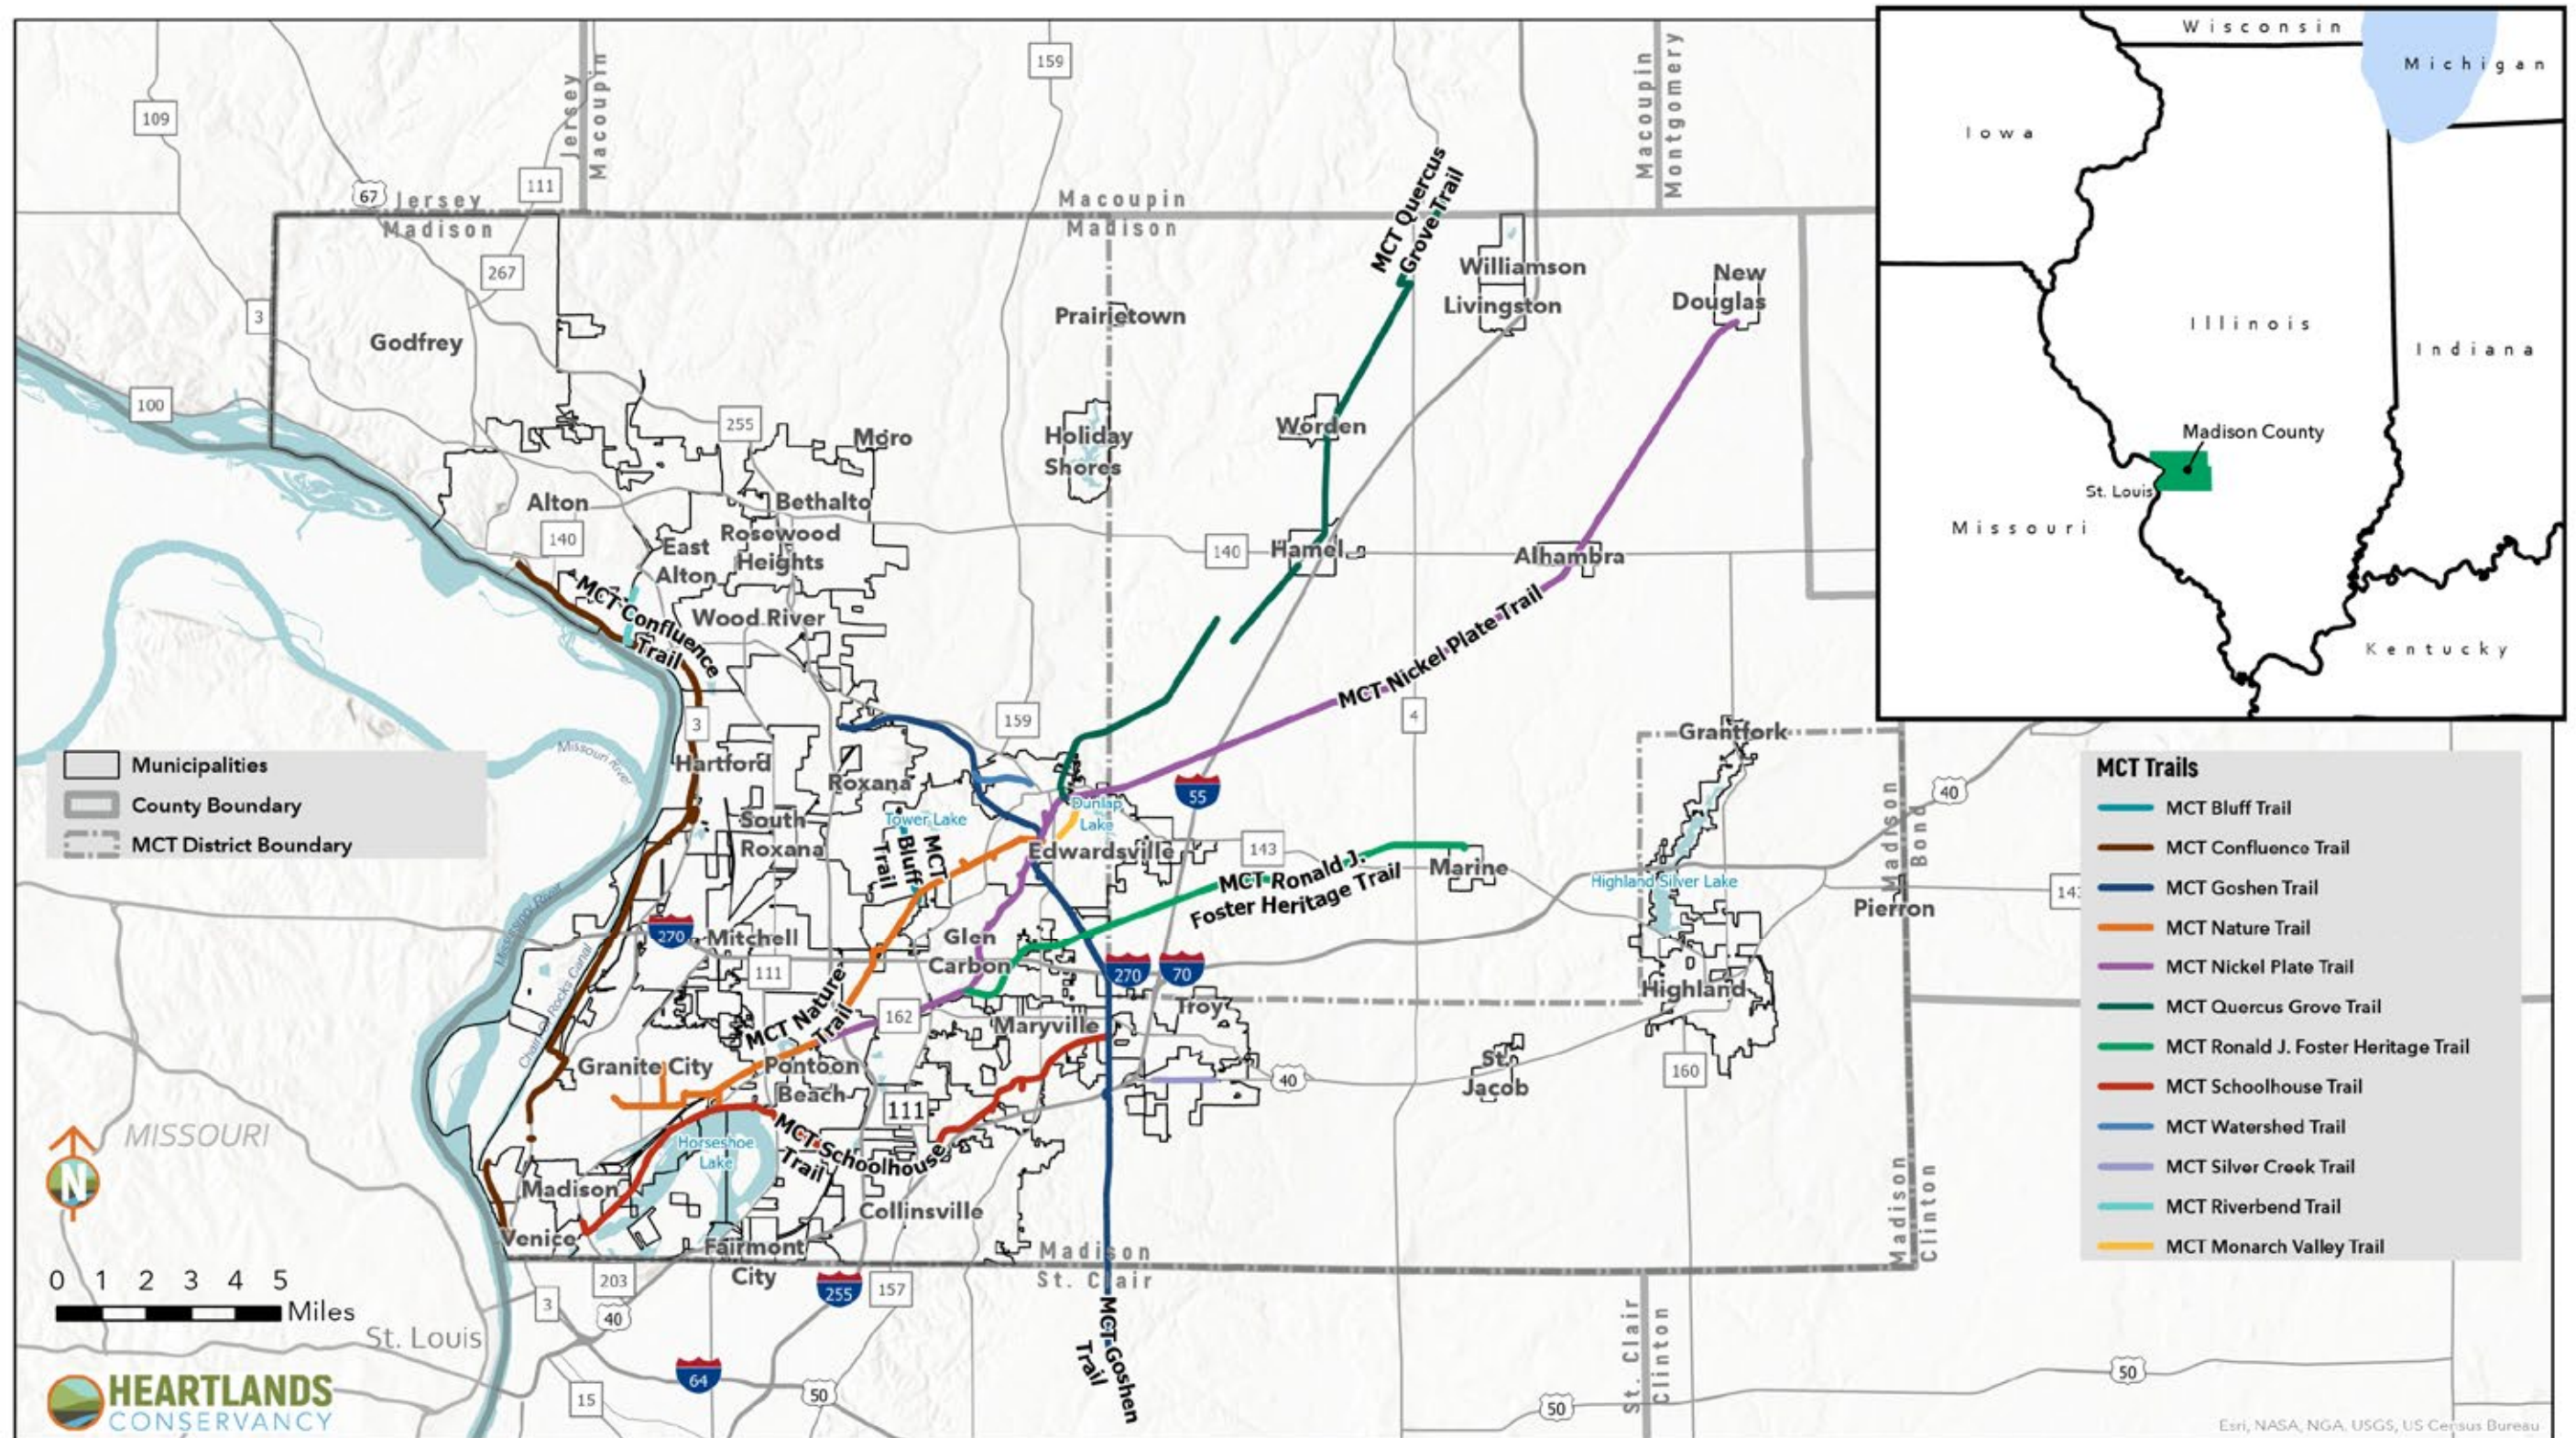 Wisconsin
Michigan
Iowa
Illinois
Indiana
Madison County
St. Louis
Missouri
Kentucky
159
109
Jersey
Macoupin
Macoupin
Montgomery
67
111
Jersey
Madison
Macoupin
Madison
MCT Quercus
Grove Trail
267
3
Godfrey
Prairietown
Williamson
Livingston
New
Douglas
100
255
Moro
Holiday
Shores
Worden
Alton
Bethalto
140
East
Alton
Rosewood
Heights
140
Hamel
Alhambra
MCT Confluence
Trail
Wood River
MCT Nickel Plate Trail
3
159
4
Grantfork
Missouri River
Hartford
Roxana
55
40
Dunlap
Lake
Tower Lake
South
Roxana
MCT
Bluff
Trail
Edwardsville
143
MCT Ronald J.
Foster Heritage Trail
Marine
Highland Silver Lake
Madison
Bond
143
Pierron
Mississippi River
270
Mitchell
Glen
Carbon
111
270
70
Chain of Rocks Canal
MCT Nature
Trail
162
Maryville
Troy
Highland
Granite City
Pontoon
Beach
111
40
St.
Jacob
160
MISSOURI
N
Horseshoe
Lake
MCT Schoolhouse
Trail
Madison
Collinsville
Venice
Fairmont
City
Madison
St. Clair
Madison
Clinton
203
255
157
3
40
MCT Goshen
Trail
St. Clair
Clinton
St. Louis
64
50
15
50
50
Municipalities
County Boundary
MCT District Boundary
MCT Trails
MCT Bluff Trail
MCT Confluence Trail
MCT Goshen Trail
MCT Nature Trail
MCT Nickel Plate Trail
MCT Quercus Grove Trail
MCT Ronald J. Foster Heritage Trail
MCT Schoolhouse Trail
MCT Watershed Trail
MCT Silver Creek Trail
MCT Riverbend Trail
MCT Monarch Valley Trail
0 1 2 3 4 5
Miles
HEARTLANDS
CONSERVANCY
Esri, NASA, NGA, USGS, US Census Bureau